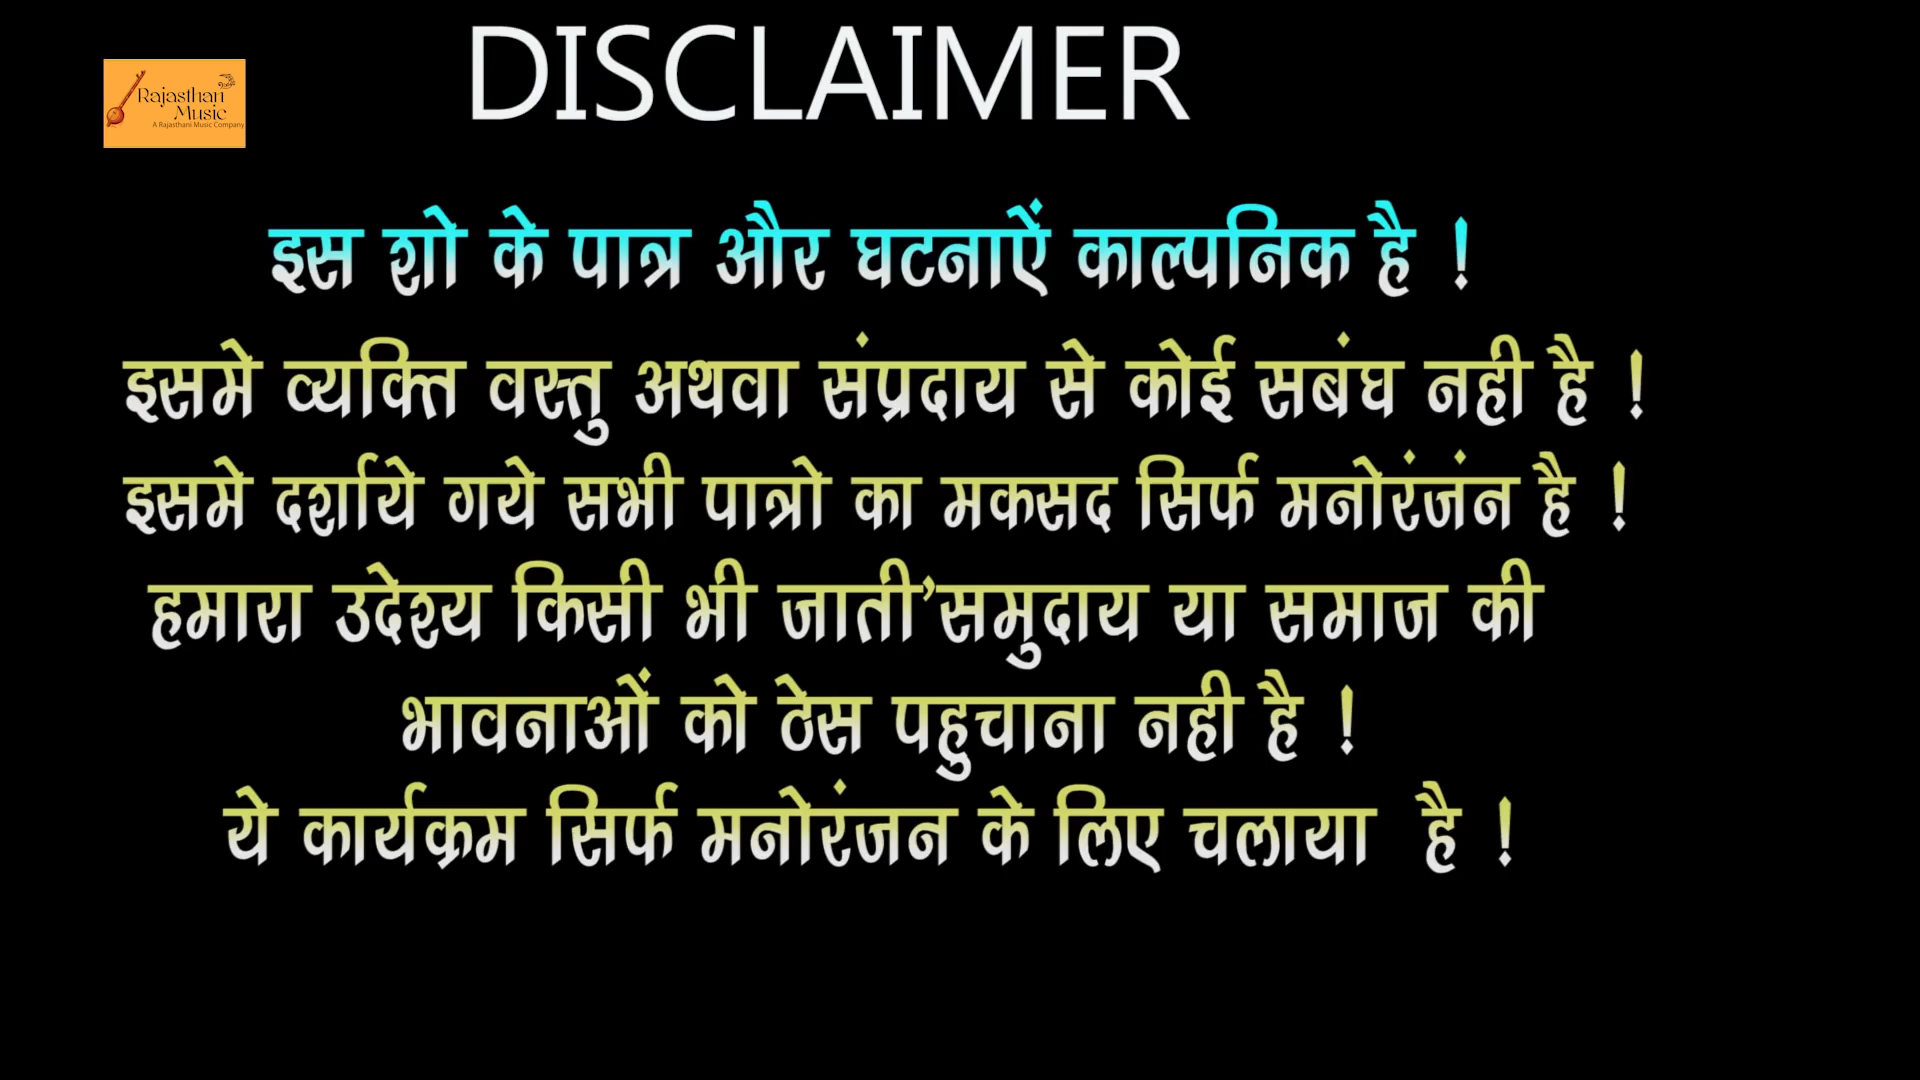 DISCLAIMER
Rajasthan
Music
A Rajasthani Music Company
इस शो के पात्र और घटनाऐं काल्पनिक है !
इसमे व्यक्ति वस्तु अथवा संप्रदाय से कोई सबंघ नही है !
इसमे दर्शाये गये सभी पात्रो का मकसद सिर्फ मनोरंजंन है !
हमारा उदेश्य किसी भी जाती’समुदाय या समाज की
भावनाओं को ठेस पहुचाना नही है !
ये कार्यक्रम सिर्फ मनोरंजन के लिए चलाया है !